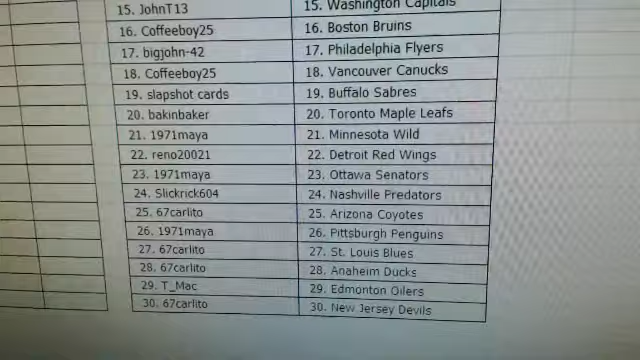 15. JohnT13 15. Washington Capitals
16. Coffeeboy25 16. Boston Bruins
17. bigjohn-42 17. Philadelphia Flyers
18. Coffeeboy25 18. Vancouver Canucks
19. slapshot cards 19. Buffalo Sabres
20. bakinbaker 20. Toronto Maple Leafs
21. 1971maya 21. Minnesota Wild
22. reno20021 22. Detroit Red Wings
23. 1971maya 23. Ottawa Senators
24. Slickrick604 24. Nashville Predators
25. 67carlito 25. Arizona Coyotes
26. 1971maya 26. Pittsburgh Penguins
27. 67carlito 27. St. Louis Blues
28. 67carlito 28. Anaheim Ducks
29. T_Mac 29. Edmonton Oilers
30. 67carlito 30. New Jersey Devils